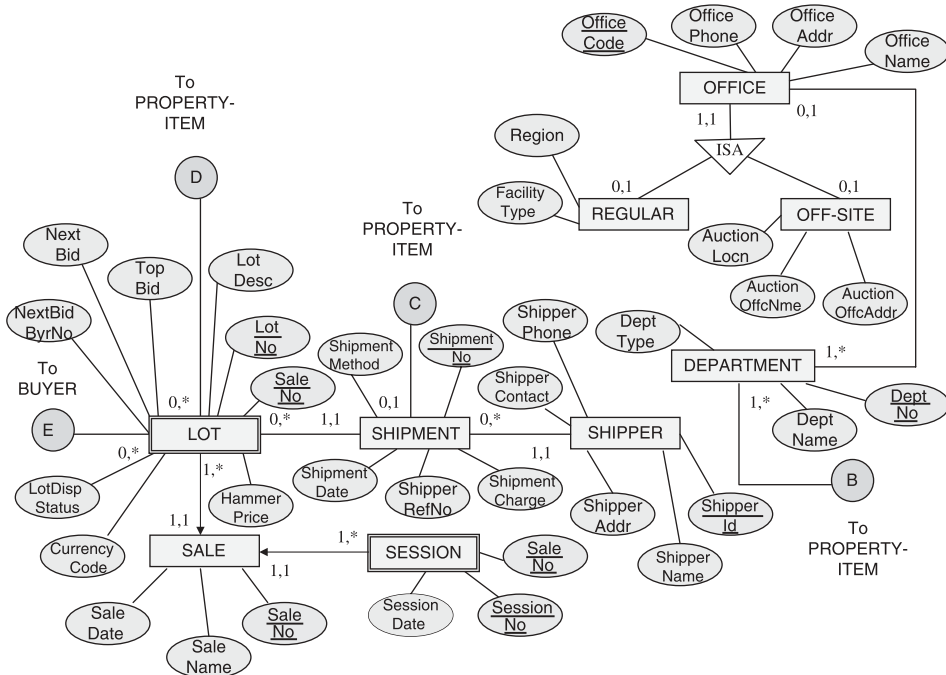 Office
Code
Office
Phone
Office
Addr
Office
Name
OFFICE
1,1
0,1
ISA
Region
Facility
Type
0,1
REGULAR
0,1
OFF-SITE
Auction
Locn
Auction
OffcNme
Auction
OffcAddr
To
PROPERTY-
ITEM
D
To
PROPERTY-
ITEM
C
Next
Bid
Top
Bid
Lot
Desc
NextBid
ByrNo
Lot
No
Sale
No
To
BUYER
E
0,*
0,*
LOT
0,*
1,*
1,1
LotDisp
Status
Currency
Code
Hammer
Price
Shipment
Method
Shipment
No
0,1
SHIPMENT
0,*
1,1
Shipment
Date
Shipper
RefNo
Shipment
Charge
Shipper
Phone
Shipper
Contact
SHIPPER
Shipper
Addr
Shipper
Id
Shipper
Name
Dept
Type
DEPARTMENT
1,*
1,*
Dept
Name
Dept
No
B
To
PROPERTY-
ITEM
1,1
SALE
1,1
1,*
SESSION
Sale
No
Session
Date
Session
No
Sale
Date
Sale
Name
Sale
No